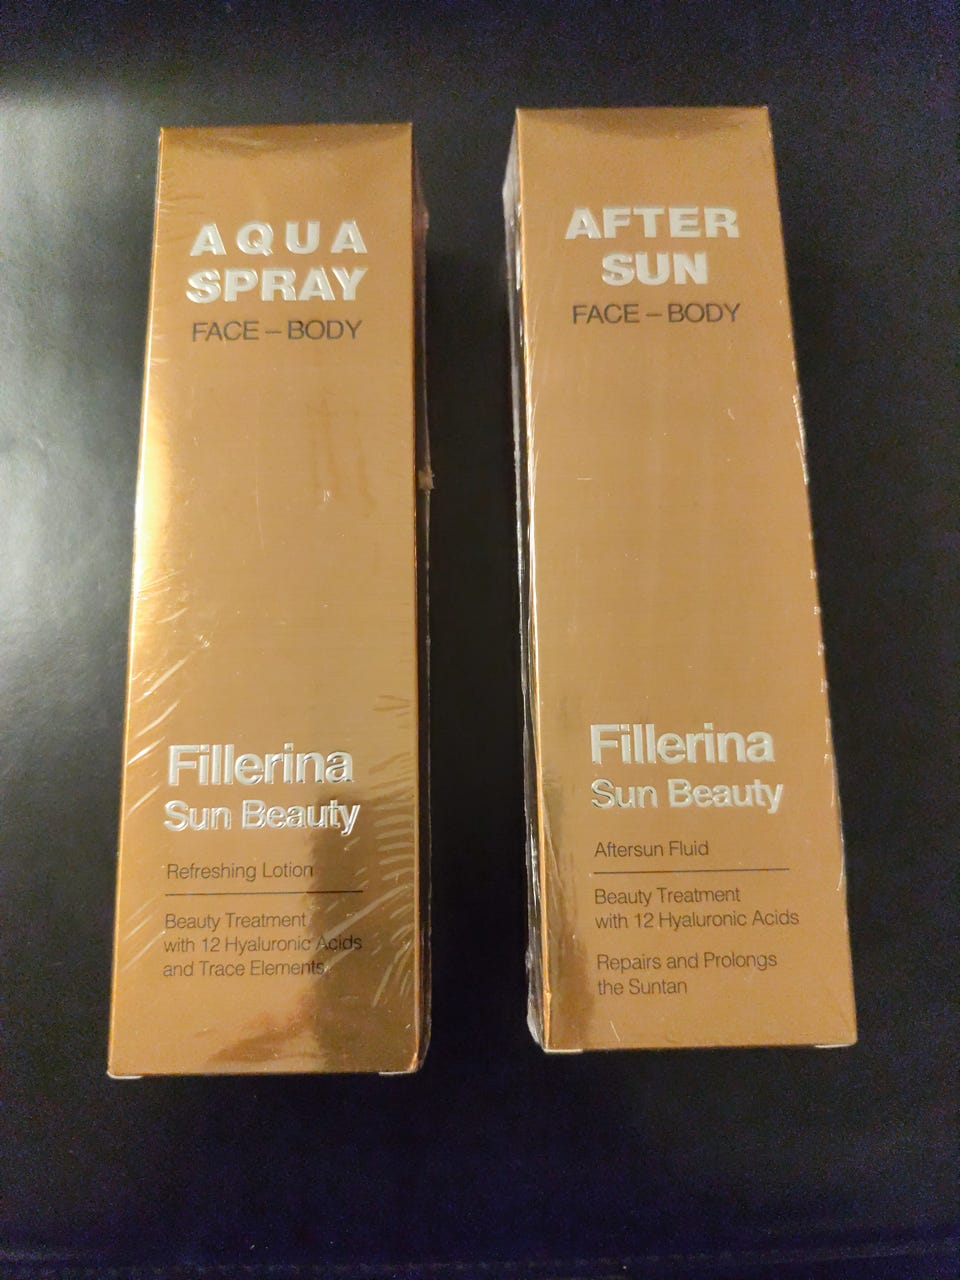 AQUA
SPRAY
FACE – BODY
Fillerina
Sun Beauty
Refreshing Lotion
Beauty Treatment
with 12 Hyaluronic Acids
and Trace Elements
AFTER
SUN
FACE – BODY
Fillerina
Sun Beauty
Aftersun Fluid
Beauty Treatment
with 12 Hyaluronic Acids
Repairs and Prolongs
the Suntan